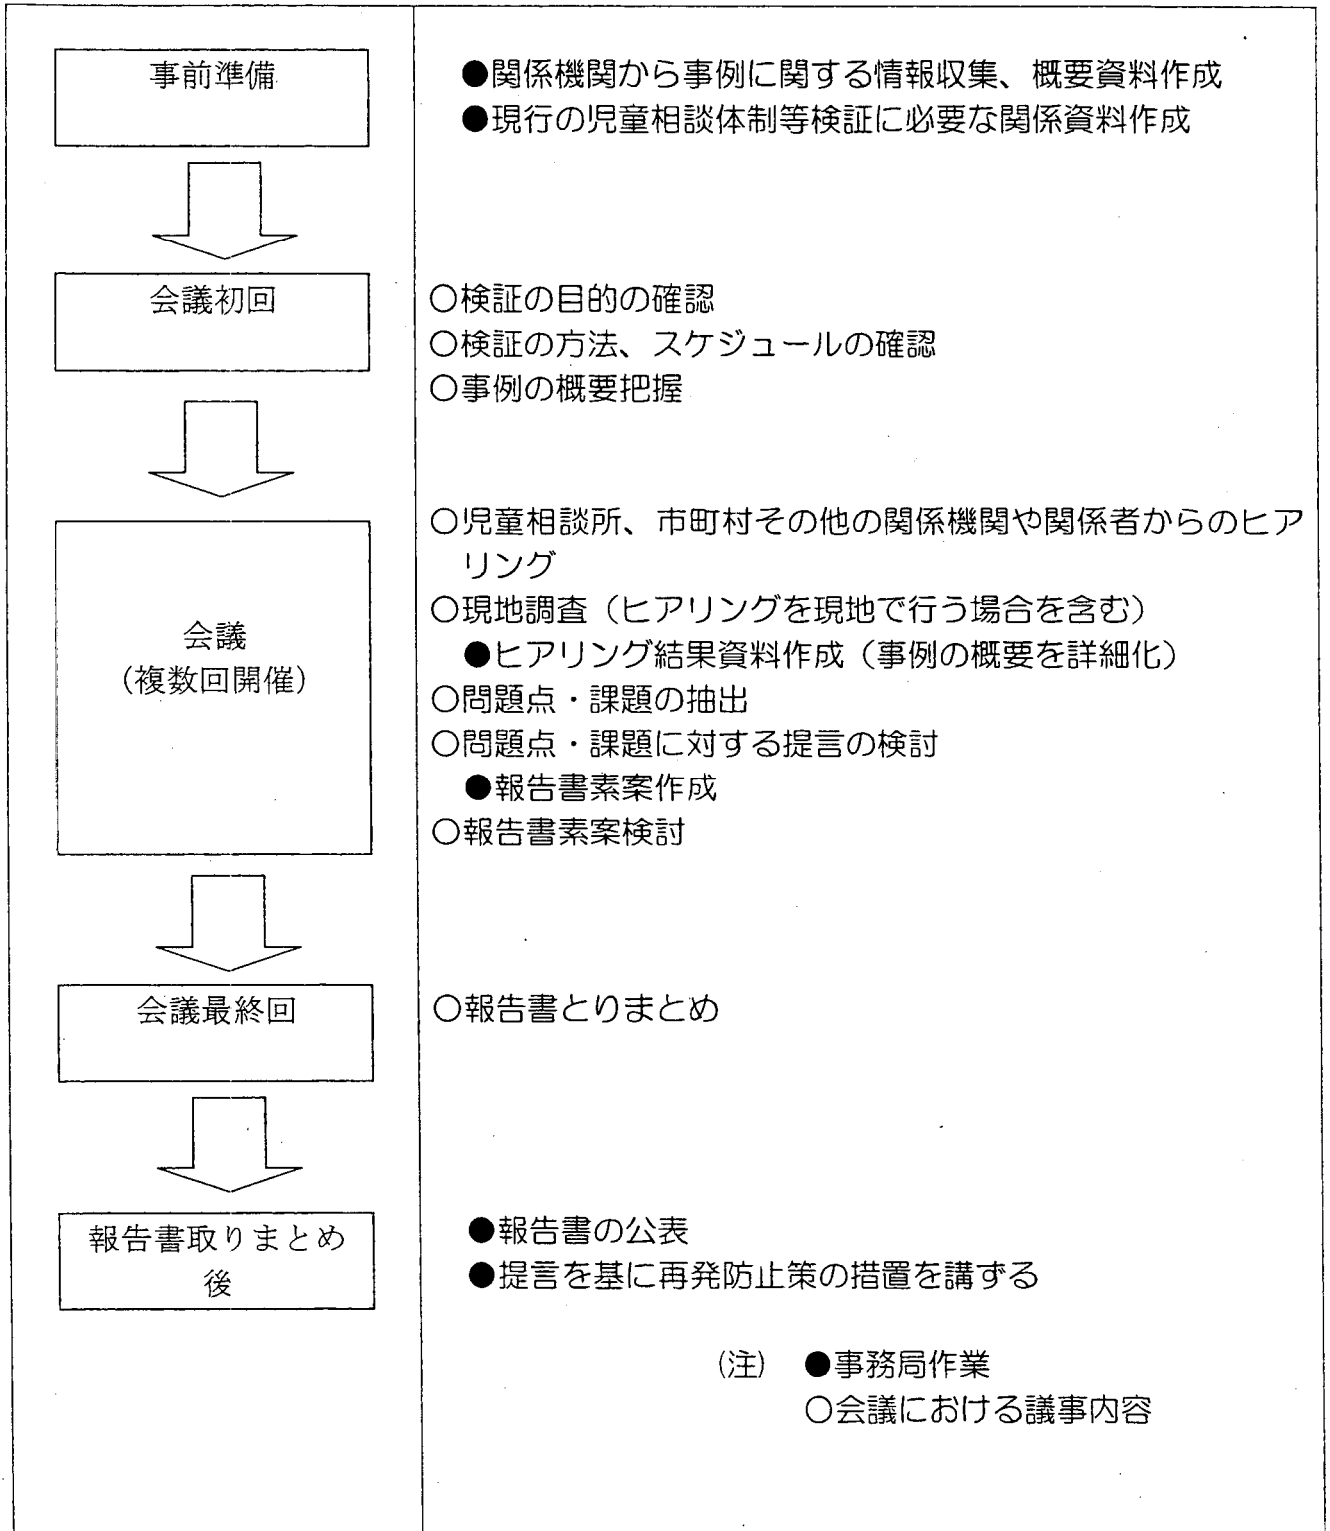 事前準備
●関係機関から事例に関する情報収集、概要資料作成
●現行の児童相談体制等検証に必要な関係資料作成
会議初回
○検証の目的の確認
○検証の方法、スケジュールの確認
○事例の概要把握
会議
（複数回開催）
○児童相談所、市町村その他の関係機関や関係者からのヒア
リング
○現地調査（ヒアリングを現地で行う場合を含む）
●ヒアリング結果資料作成（事例の概要を詳細化）
○問題点・課題の抽出
○問題点・課題に対する提言の検討
●報告書素案作成
○報告書素案検討
会議最終回
○報告書とりまとめ
報告書取りまとめ
後
●報告書の公表
●提言を基に再発防止策の措置を講ずる
（注） ●事務局作業
○会議における議事内容